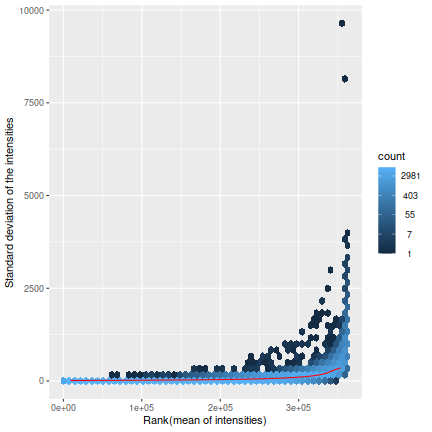 10000
7500
5000
2500
0
Standard deviation of the intensities
0e+00
1e+05
2e+05
3e+05
Rank(mean of intensities)
count
2981
403
55
7
1